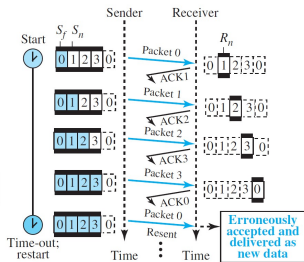 Sender Receiver
Sf Sn
Start
Rn
0 1 2 3 0
Packet 0
0 1 2 3 0
ACK1
0 1 2 3 0
Packet 1
0 1 2 3 0
ACK2
0 1 2 3 0
Packet 2
0 1 2 3 0
ACK3
0 1 2 3 0
Packet 3
0 1 2 3 0
ACK0
0 1 2 3 0
Packet 0
Resent
Erroneously
accepted and
delivered as
new data
Time-out;
restart
Time
Time